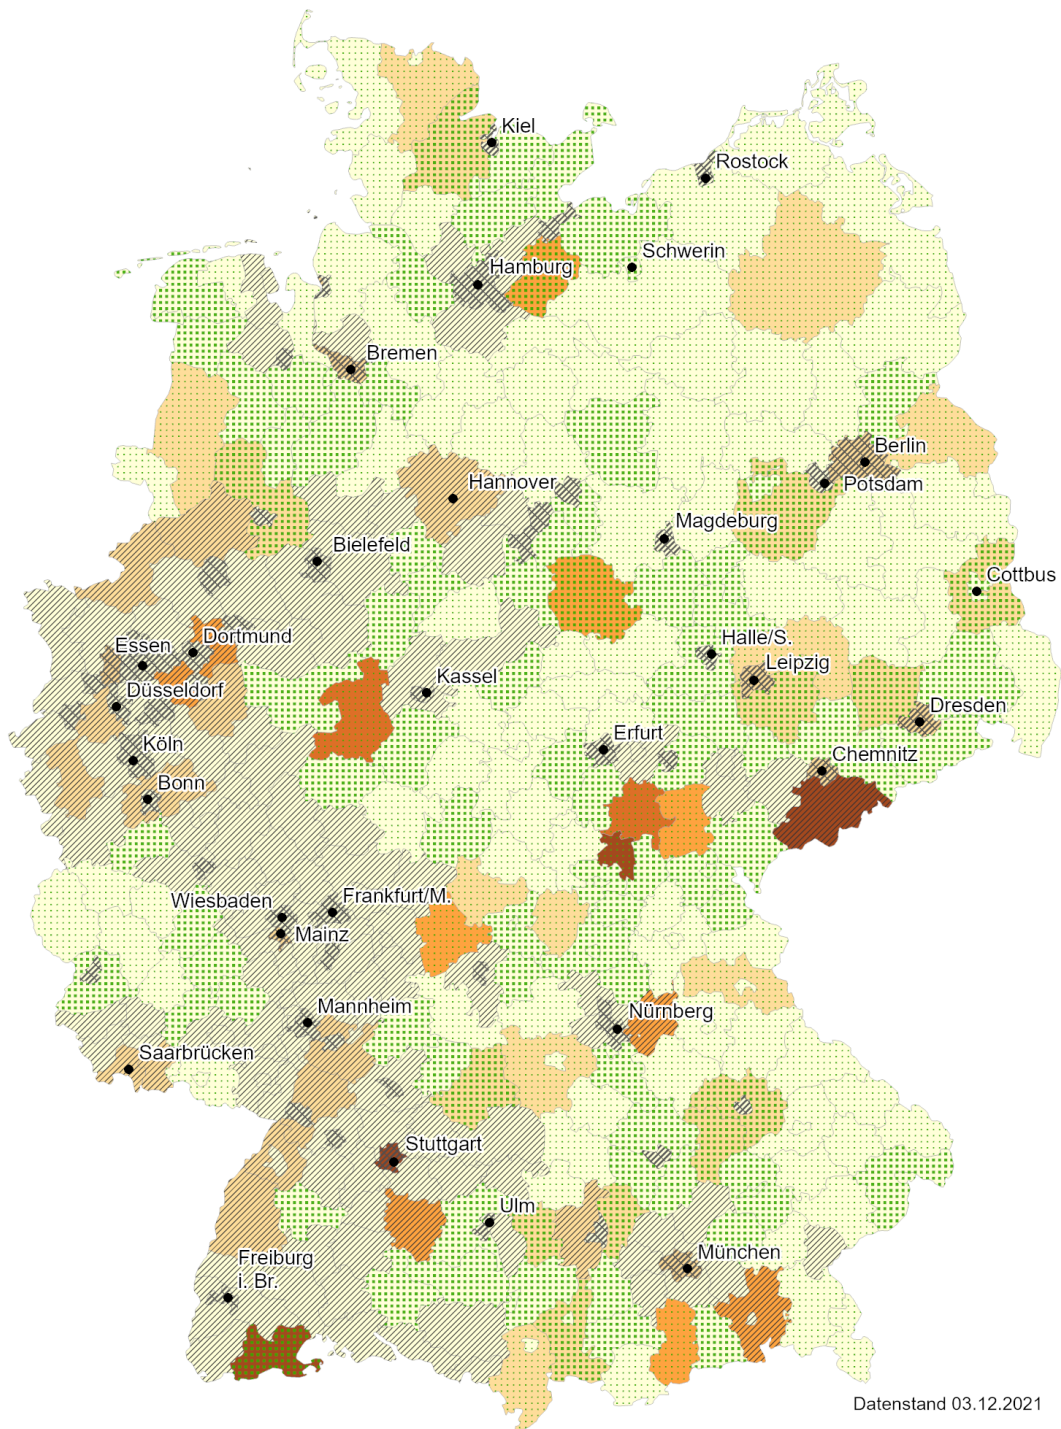 Kiel
Rostock
Schwerin
Hamburg
Bremen
Berlin
Potsdam
Hannover
Magdeburg
Bielefeld
Cottbus
Essen
Dortmund
Halle/S.
Leipzig
Düsseldorf
Kassel
Dresden
Köln
Erfurt
Chemnitz
Bonn
Wiesbaden
Frankfurt/M.
Mainz
Mannheim
Nürnberg
Saarbrücken
Stuttgart
Ulm
München
Freiburg
i. Br.
Datenstand 03.12.2021